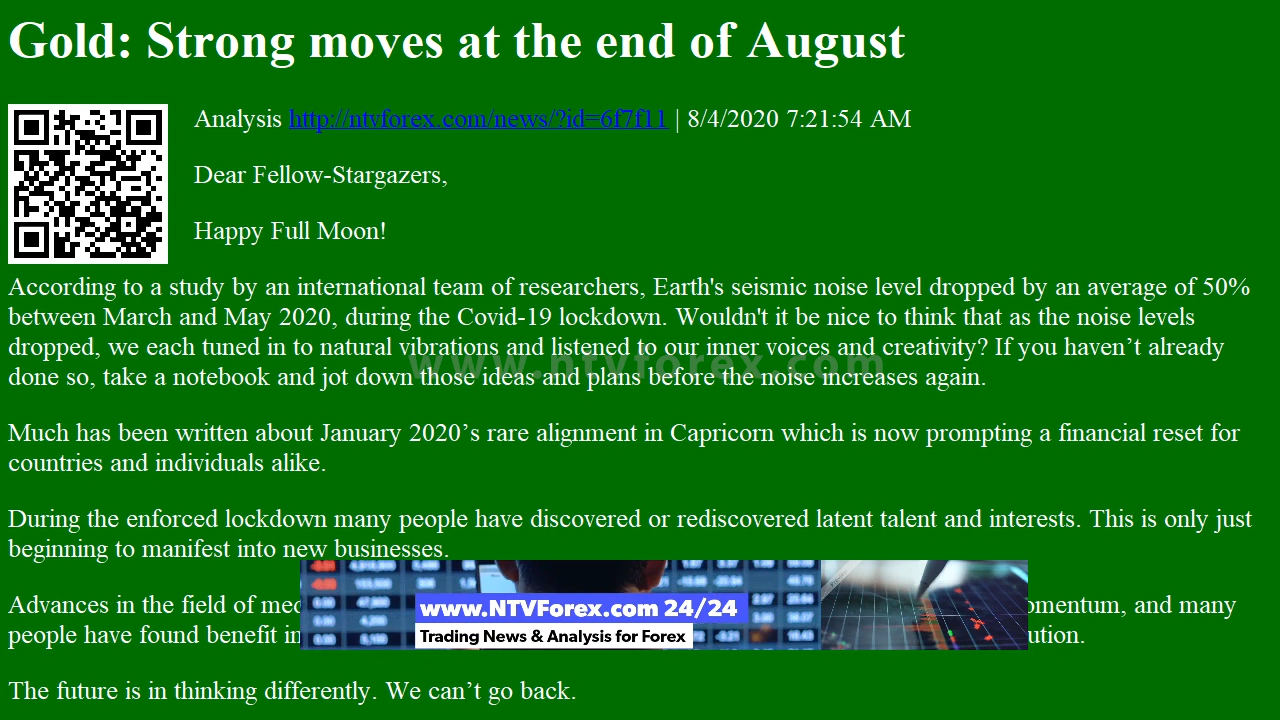 Gold: Strong moves at the end of August
Analysis http://ntvforex.com/news/?id=6f7f11 | 8/4/2020 7:21:54 AM
Dear Fellow-Stargazers,
Happy Full Moon!
According to a study by an international team of researchers, Earth's seismic noise level dropped by an average of 50%
between March and May 2020, during the Covid-19 lockdown. Wouldn't it be nice to think that as the noise levels
dropped, we each tuned in to natural vibrations and listened to our inner voices and creativity? If you haven’t already
www.ntvforex.com
done so, take a notebook and jot down those ideas and plans before the noise increases again.
Much has been written about January 2020’s rare alignment in Capricorn which is now prompting a financial reset for
countries and individuals alike.
During the enforced lockdown many people have discovered or rediscovered latent talent and interests. This is only just
beginning to manifest into new businesses.
Advances in the field of and many
people have found benefit in
www.NTVForex.com 24/24
Trading News & Analysis for Forex
The future is in thinking differently. We can’t go back.